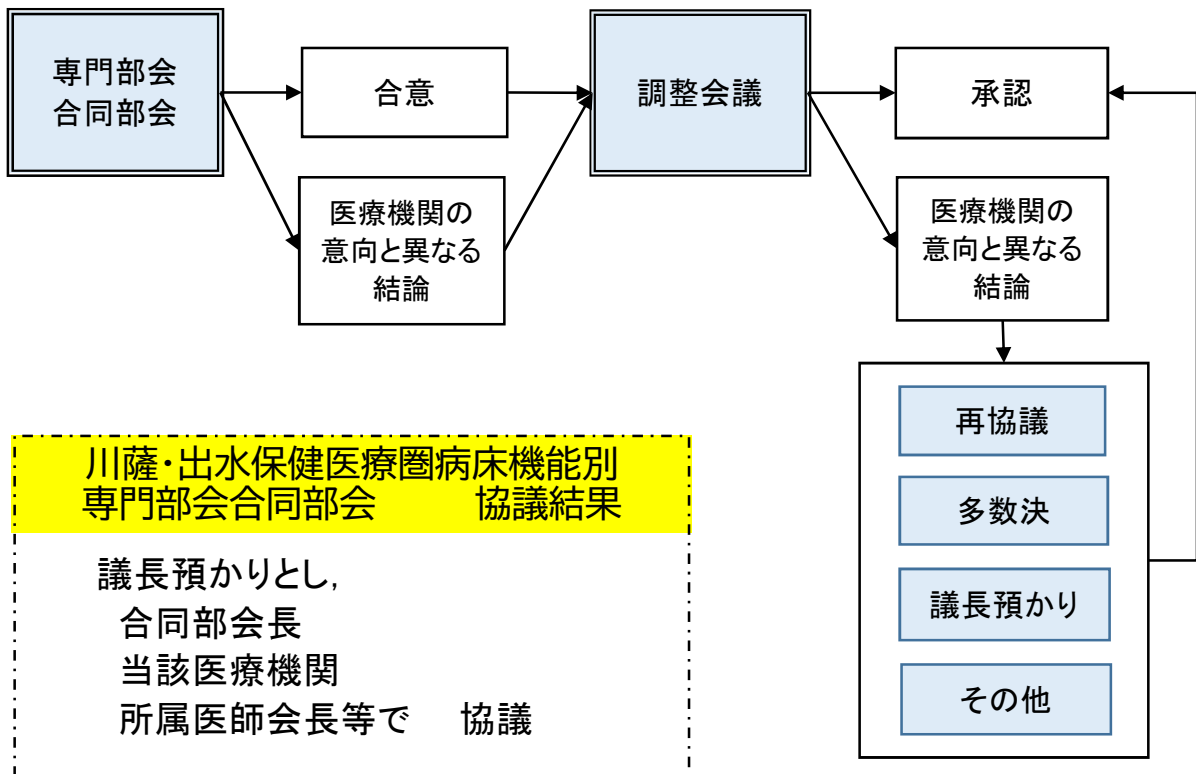 専門部会
合同部会
合意
医療機関の
意向と異なる
結論
調整会議
承認
医療機関の
意向と異なる
結論
再協議
多数決
議長預かり
その他
川薩・出水保健医療圏病床機能別
専門部会合同部会　　　協議結果
議長預かりとし,
合同部会長
当該医療機関
所属医師会長等で　協議